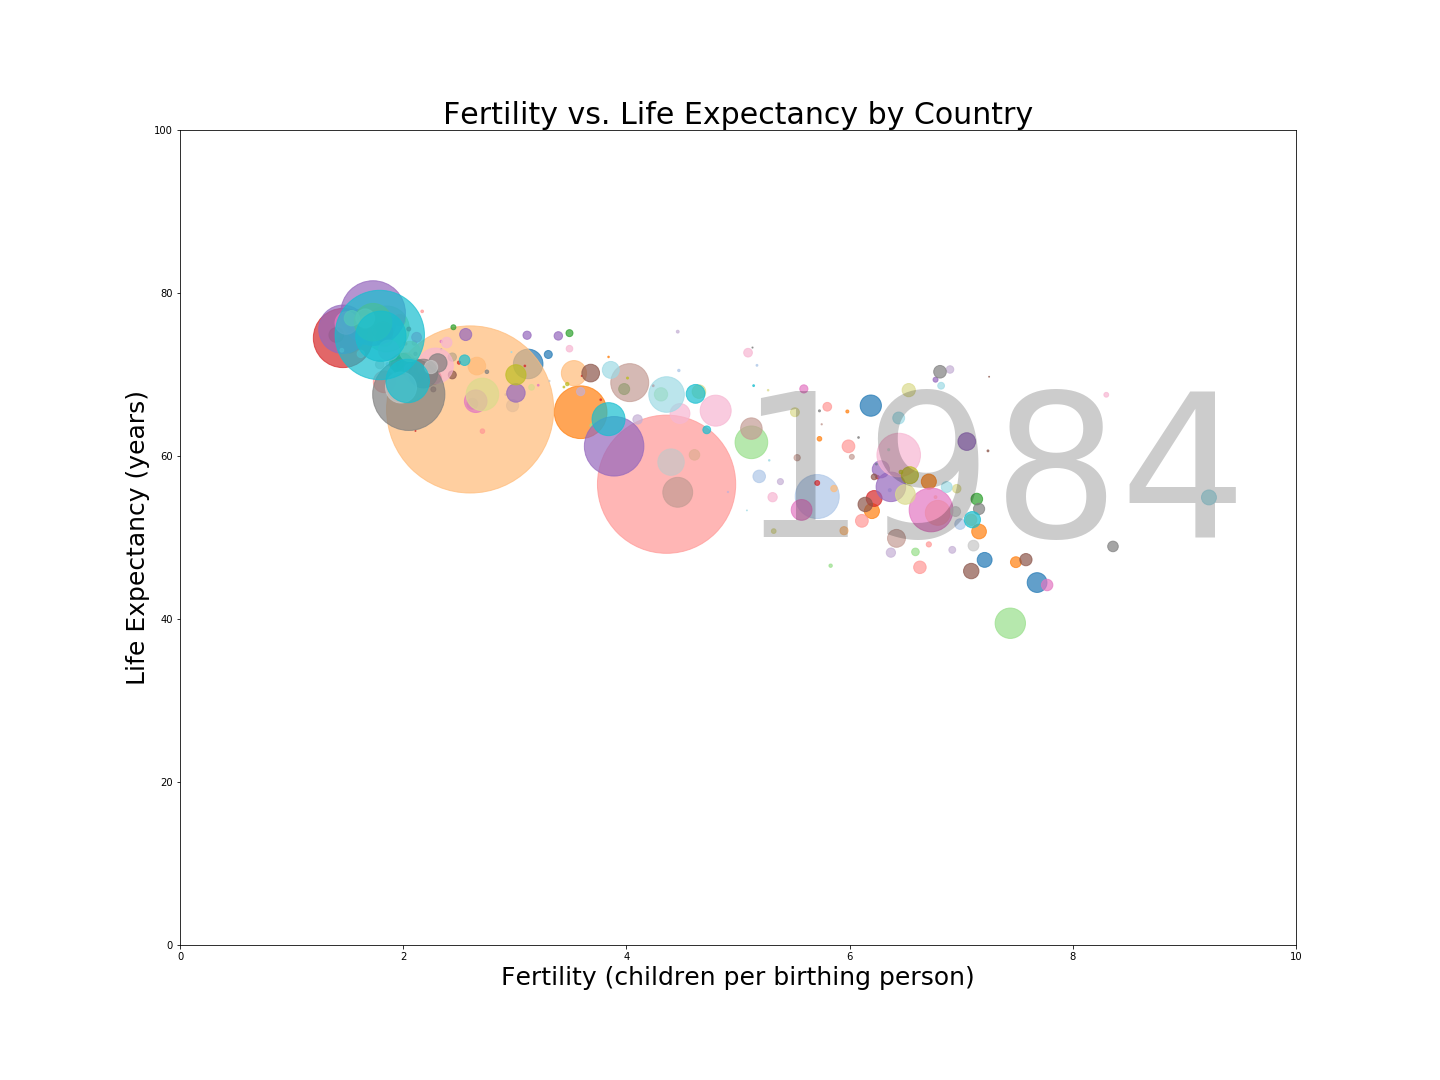 Fertility vs. Life Expectancy by Country
100
80
60
40
20
0
Life Expectancy (years)
1984
0 2 4 6 8 10
Fertility (children per birthing person)